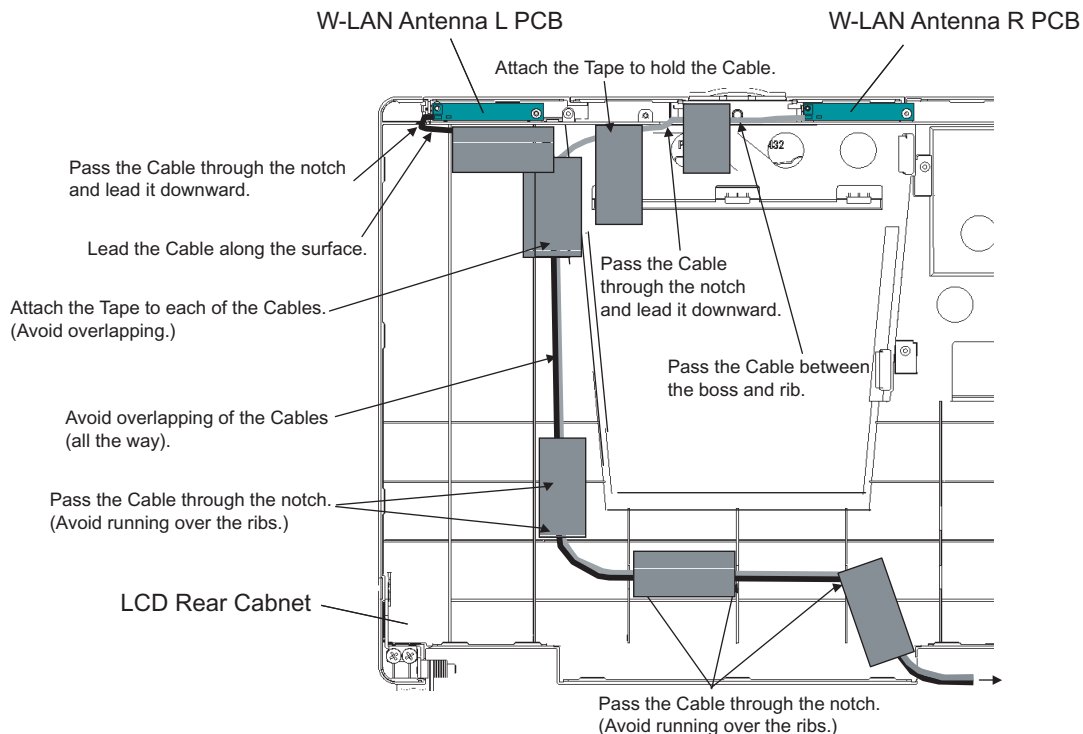 W-LAN Antenna L PCB
W-LAN Antenna R PCB
Attach the Tape to hold the Cable.
Pass the Cable through the notch
and lead it downward.
Lead the Cable along the surface.
Attach the Tape to each of the Cables.
(Avoid overlapping.)
Pass the Cable
through the notch
and lead it downward.
Pass the Cable between
the boss and rib.
Avoid overlapping of the Cables
(all the way).
Pass the Cable through the notch.
(Avoid running over the ribs.)
LCD Rear Cabnet
Pass the Cable through the notch.
(Avoid running over the ribs.)